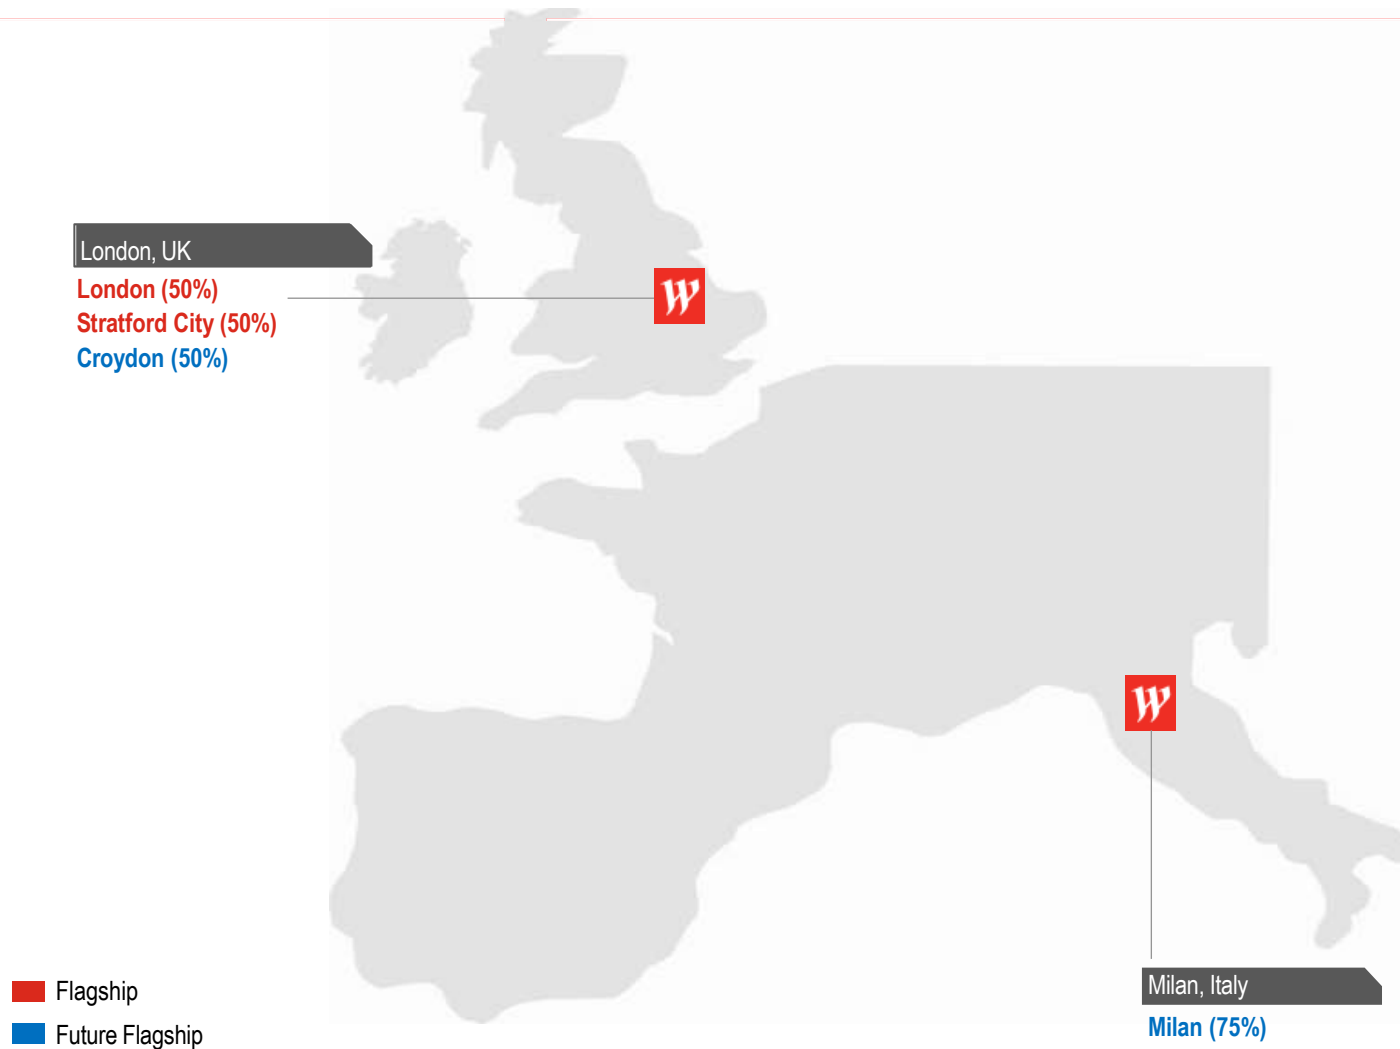 London, UK
London (50%)
Stratford City (50%)
Croydon (50%)
W
W
Milan, Italy
Milan (75%)
Flagship
Future Flagship